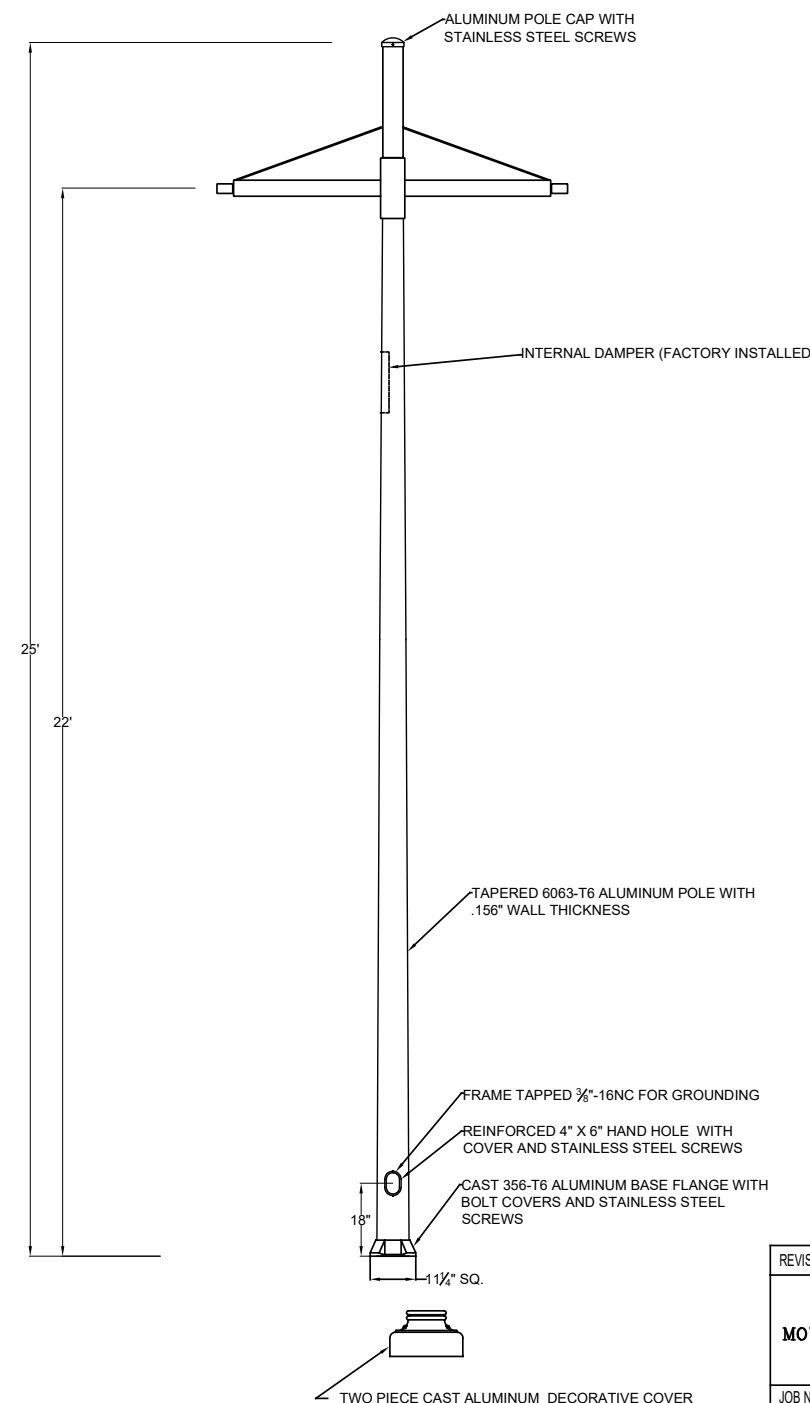 ALUMINUM POLE CAP WITH
STAINLESS STEEL SCREWS
INTERNAL DAMPER (FACTORY INSTALLED
25'
22'
TAPERED 6063-T6 ALUMINUM POLE WITH
.156" WALL THICKNESS
FRAME TAPPED ⅜"-16NC FOR GROUNDING
REINFORCED 4" X 6" HAND HOLE WITH
COVER AND STAINLESS STEEL SCREWS
CAST 356-T6 ALUMINUM BASE FLANGE WITH
BOLT COVERS AND STAINLESS STEEL
SCREWS
18"
11¼" SQ.
TWO PIECE CAST ALUMINUM DECORATIVE COVER
REVIS
MO
JOB N